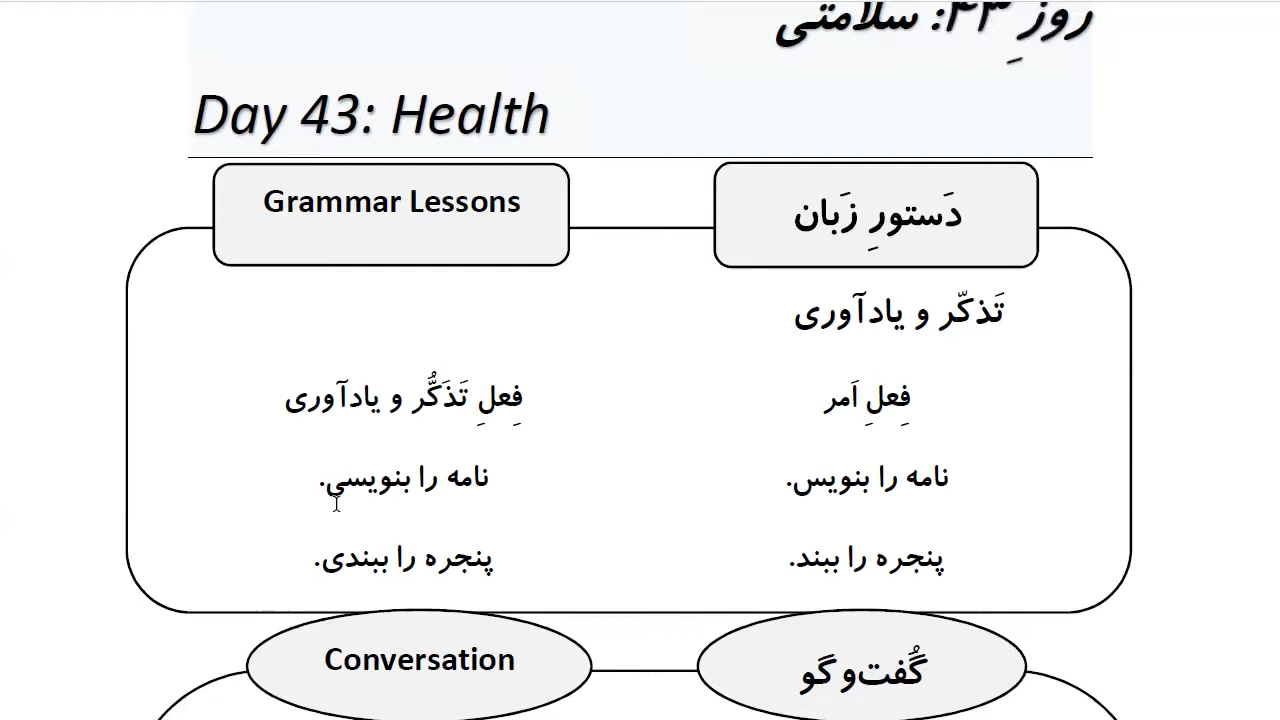 روزِ ۴۳: سلامتی
Day 43: Health
Grammar Lessons
دَستورِ زَبان
تَذکّر و یادآوری
فِعلِ اَمر
فِعلِ تَذَکُّر و یادآوری
نامه را بنویس.
نامه را بنویسی.
پنجره را ببند.
پنجره را ببندی.
Conversation
گُفت‌و‌گو